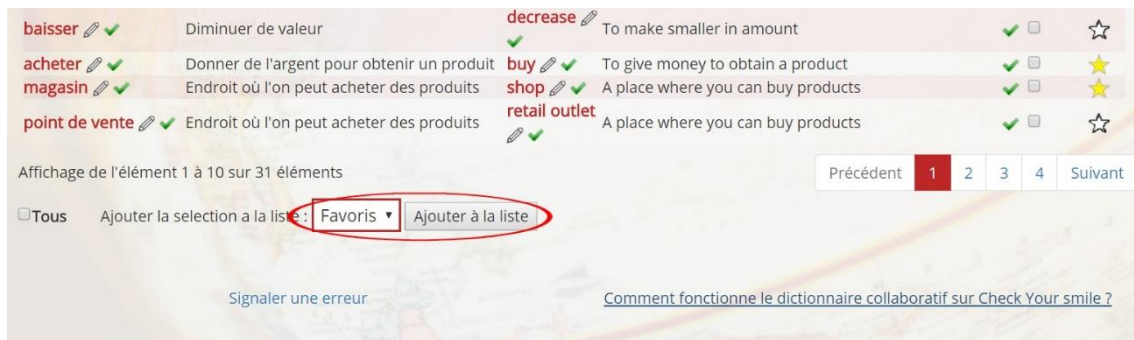 baisser Diminuer de valeur decrease To make smaller in amount
acheter Donner de l'argent pour obtenir un produit buy To give money to obtain a product
magasin Endroit où l'on peut acheter des produits shop A place where you can buy products
point de vente Endroit où l'on peut acheter des produits retail outlet A place where you can buy products
Affichage de l'élément 1 à 10 sur 31 éléments Précédent 1 2 3 4 Suivant
Tous Ajouter la selection a la liste : Favoris Ajouter à la liste
Signaler une erreur Comment fonctionne le dictionnaire collaboratif sur Check Your smile ?